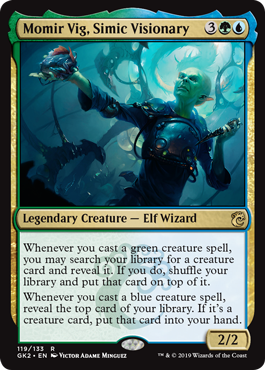 Momir Vig, Simic Visionary 3
Legendary Creature — Elf Wizard
Whenever you cast a green creature spell,
you may search your library for a creature
card and reveal it. If you do, shuffle your
library and put that card on top of it.
Whenever you cast a blue creature spell,
reveal the top card of your library. If it's a
creature card, put that card into your hand.
2/2
119/133 R
GK2 • EN Victor Adame Minguez
™ & © 2019 Wizards of the Coast